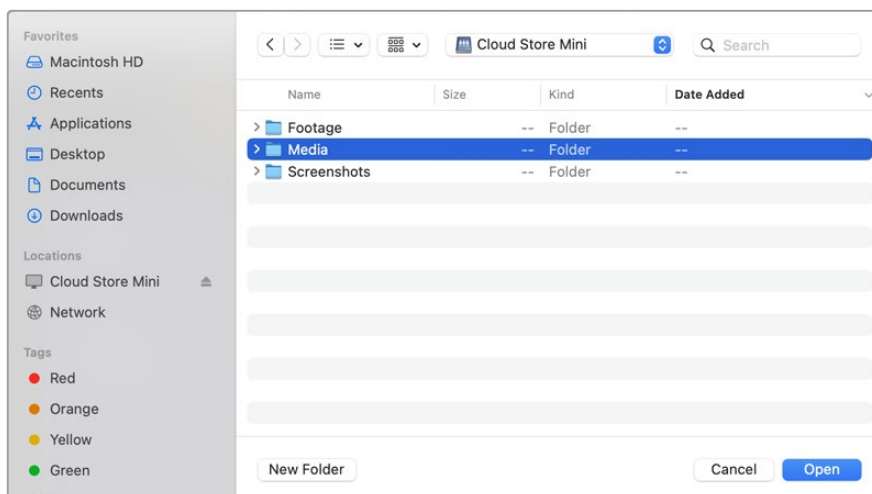 Favorites
Macintosh HD
Recents
Applications
Desktop
Documents
Downloads
Locations
Cloud Store Mini
Network
Tags
Red
Orange
Yellow
Green
Cloud Store Mini
Search
Name Size Kind Date Added
Footage -- Folder --
Media -- Folder --
Screenshots -- Folder --
New Folder Cancel Open